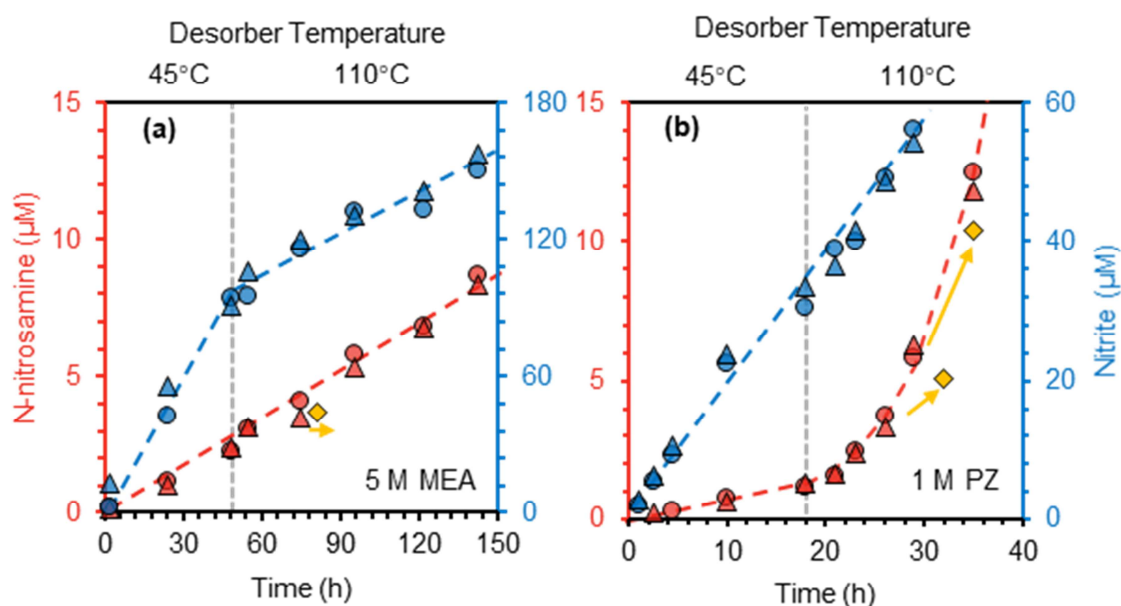 Desorber Temperature
45°C 110°C
15 180
(a)
10 120
5 60
0 0
N-nitrosamine (µM)
5 M MEA
0 30 60 90 120 150
Time (h)
Desorber Temperature
45°C 110°C
15 60
(b)
10 40
5 20
0 0
Nitrite (µM)
1 M PZ
0 10 20 30 40
Time (h)